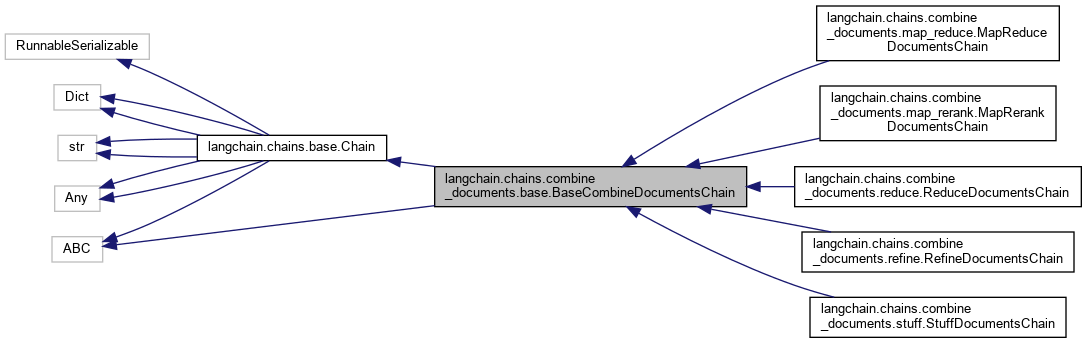 RunnableSerializable
Dict
str
Any
ABC
langchain.chains.base.Chain
langchain.chains.combine
_documents.base.BaseCombineDocumentsChain
langchain.chains.combine
_documents.map_reduce.MapReduce
DocumentsChain
langchain.chains.combine
_documents.map_rerank.MapRerank
DocumentsChain
langchain.chains.combine
_documents.reduce.ReduceDocumentsChain
langchain.chains.combine
_documents.refine.RefineDocumentsChain
langchain.chains.combine
_documents.stuff.StuffDocumentsChain